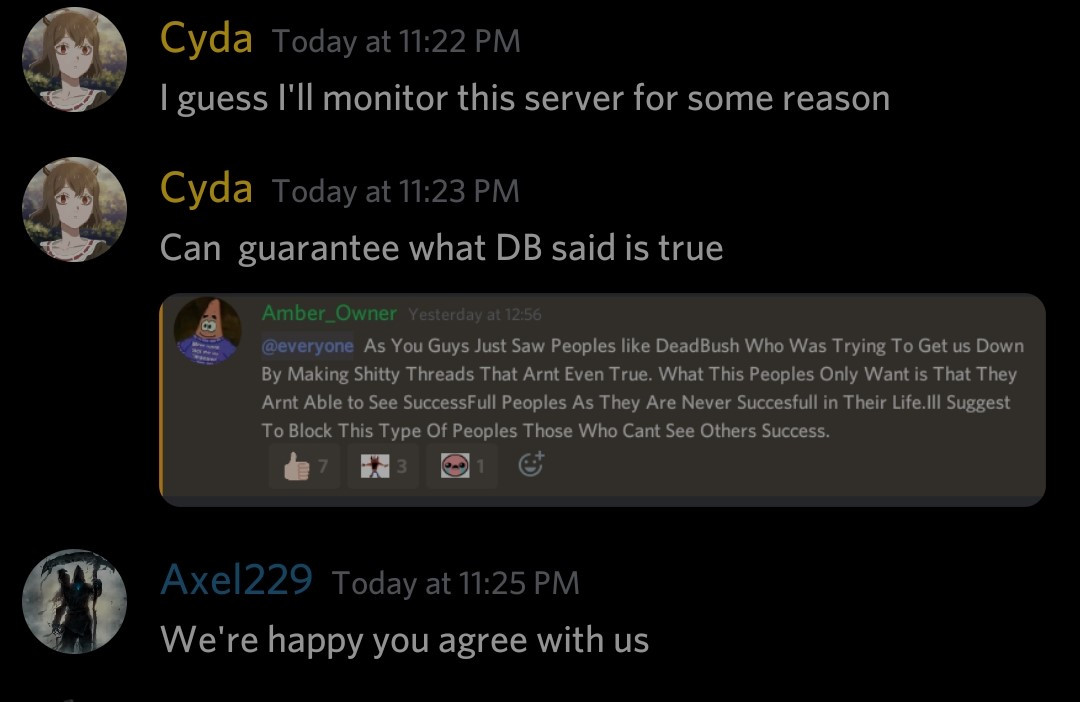 Cyda Today at 11:22 PM
I guess I'll monitor this server for some reason
Cyda Today at 11:23 PM
Can  guarantee what DB said is true
Amber_Owner Yesterday at 12:56
@everyone As You Guys Just Saw Peoples like DeadBush Who Was Trying To Get us Down
By Making Shitty Threads That Arnt Even True. What This Peoples Only Want is That They
Arnt Able to See SuccessFull Peoples As They Are Never Succesfull in Their Life.Ill Suggest
To Block This Type Of Peoples Those Who Cant See Others Success.
7 3 1
Axel229 Today at 11:25 PM
We're happy you agree with us